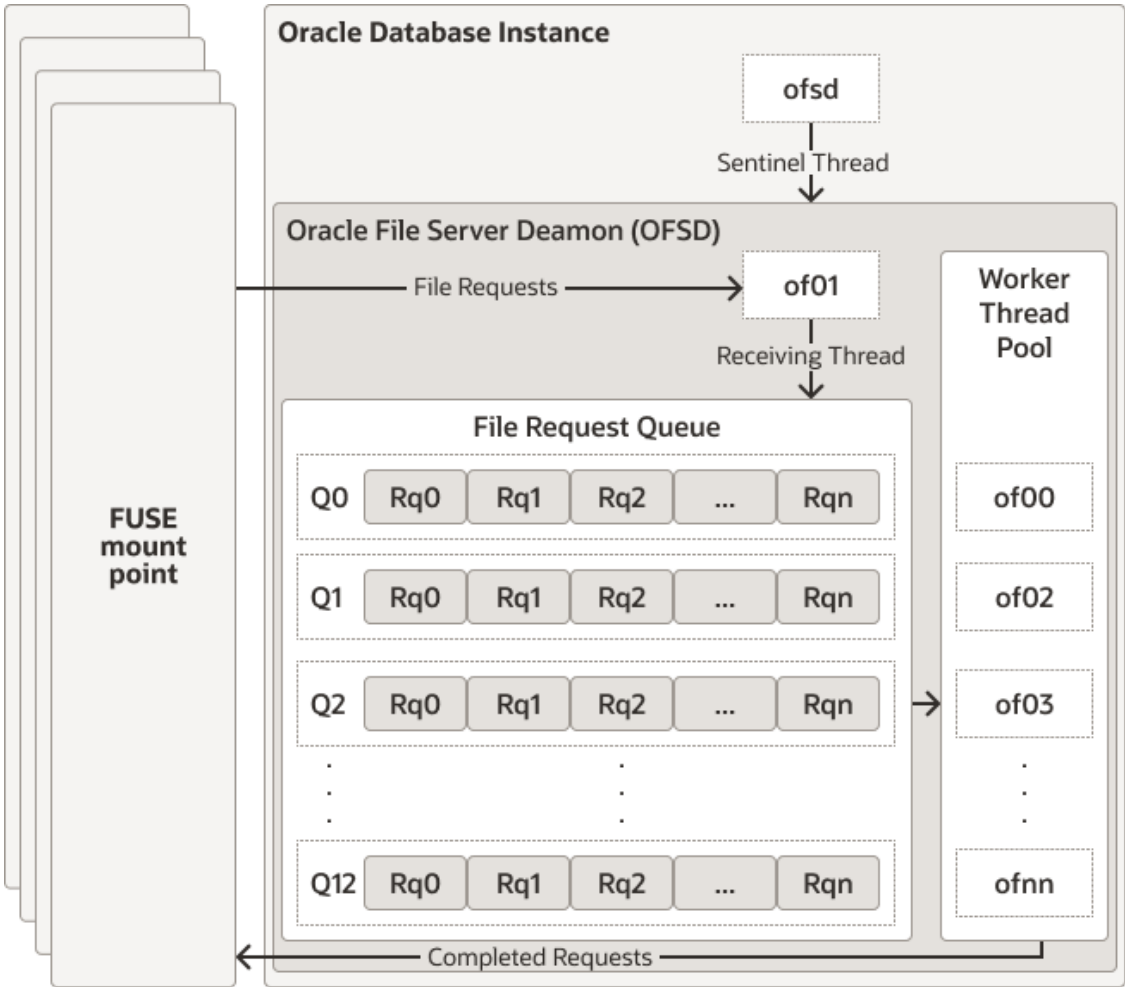 Oracle Database Instance
ofsd
Sentinel Thread
Oracle File Server Deamon (OFSD)
File Requests
of01
Receiving Thread
Worker
Thread
Pool
FUSE
mount
point
File Request Queue
Q0 Rq0 Rq1 Rq2 ... Rqn
Q1 Rq0 Rq1 Rq2 ... Rqn
Q2 Rq0 Rq1 Rq2 ... Rqn
Q12 Rq0 Rq1 Rq2 ... Rqn
of00
of02
of03
ofnn
Completed Requests